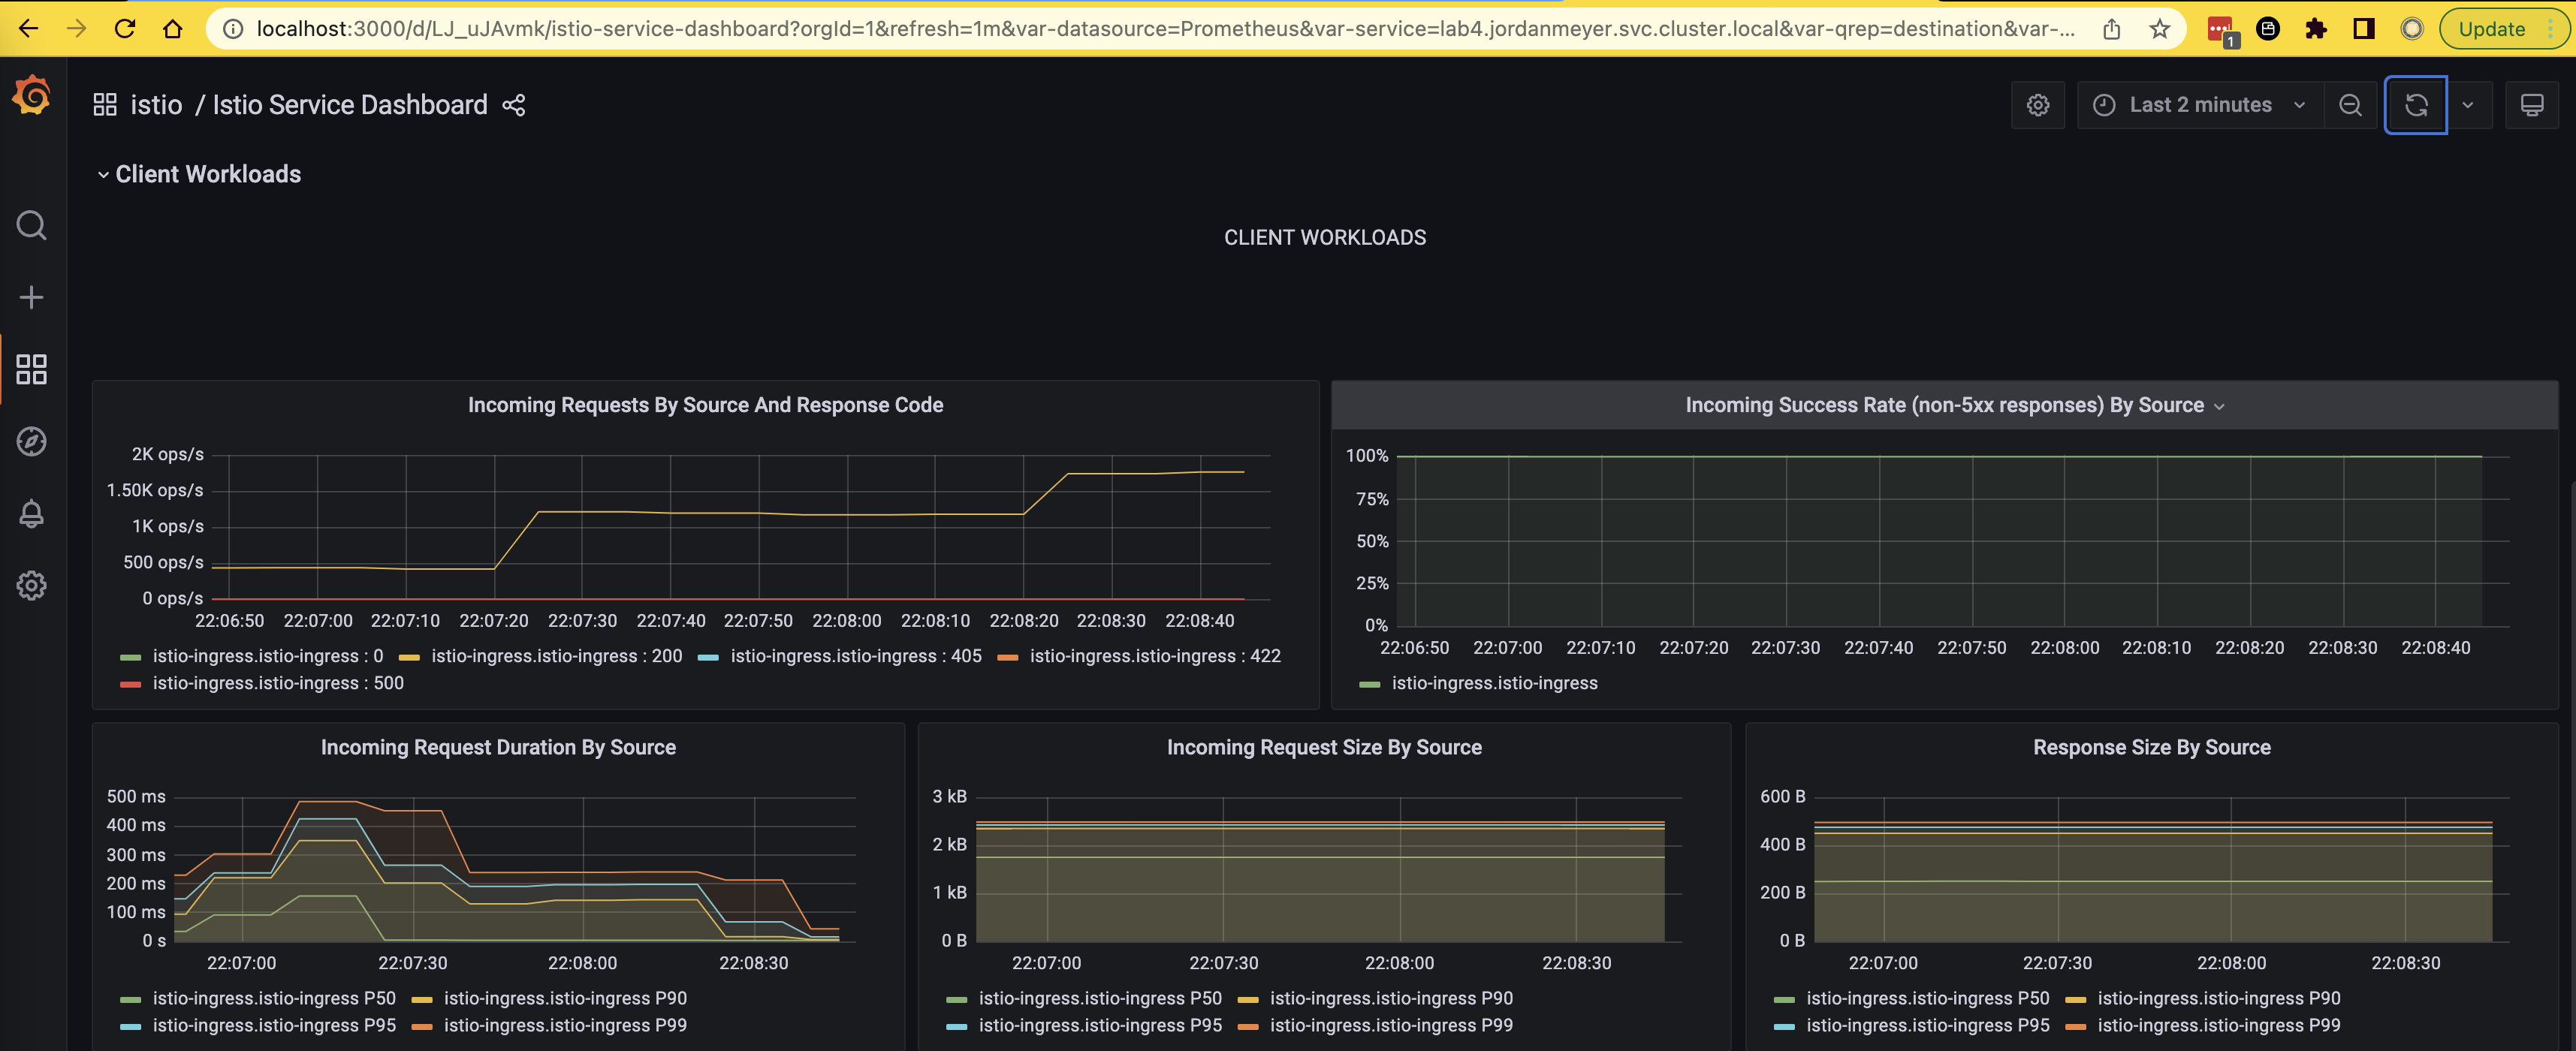 localhost:3000/d/LJ_uJAvmk/istio-service-dashboard?orgId=1&refresh=1m&var-datasource=Prometheus&var-service=lab4.jordanmeyer.svc.cluster.local&var-qrep=destination&var-...
1
Update
istio / Istio Service Dashboard
Last 2 minutes
Client Workloads
CLIENT WORKLOADS
Incoming Requests By Source And Response Code
2K ops/s
1.50K ops/s
1K ops/s
500 ops/s
0 ops/s
22:06:50 22:07:00 22:07:10 22:07:20 22:07:30 22:07:40 22:07:50 22:08:00 22:08:10 22:08:20 22:08:30 22:08:40
istio-ingress.istio-ingress : 0 istio-ingress.istio-ingress : 200 istio-ingress.istio-ingress : 405 istio-ingress.istio-ingress : 422
istio-ingress.istio-ingress : 500
Incoming Success Rate (non-5xx responses) By Source
100%
75%
50%
25%
0%
22:06:50 22:07:00 22:07:10 22:07:20 22:07:30 22:07:40 22:07:50 22:08:00 22:08:10 22:08:20 22:08:30 22:08:40
istio-ingress.istio-ingress
Incoming Request Duration By Source
500 ms
400 ms
300 ms
200 ms
100 ms
0 s
22:07:00 22:07:30 22:08:00 22:08:30
istio-ingress.istio-ingress P50 istio-ingress.istio-ingress P90
istio-ingress.istio-ingress P95 istio-ingress.istio-ingress P99
Incoming Request Size By Source
3 kB
2 kB
1 kB
0 B
22:07:00 22:07:30 22:08:00 22:08:30
istio-ingress.istio-ingress P50 istio-ingress.istio-ingress P90
istio-ingress.istio-ingress P95 istio-ingress.istio-ingress P99
Response Size By Source
600 B
400 B
200 B
0 B
22:07:00 22:07:30 22:08:00 22:08:30
istio-ingress.istio-ingress P50 istio-ingress.istio-ingress P90
istio-ingress.istio-ingress P95 istio-ingress.istio-ingress P99